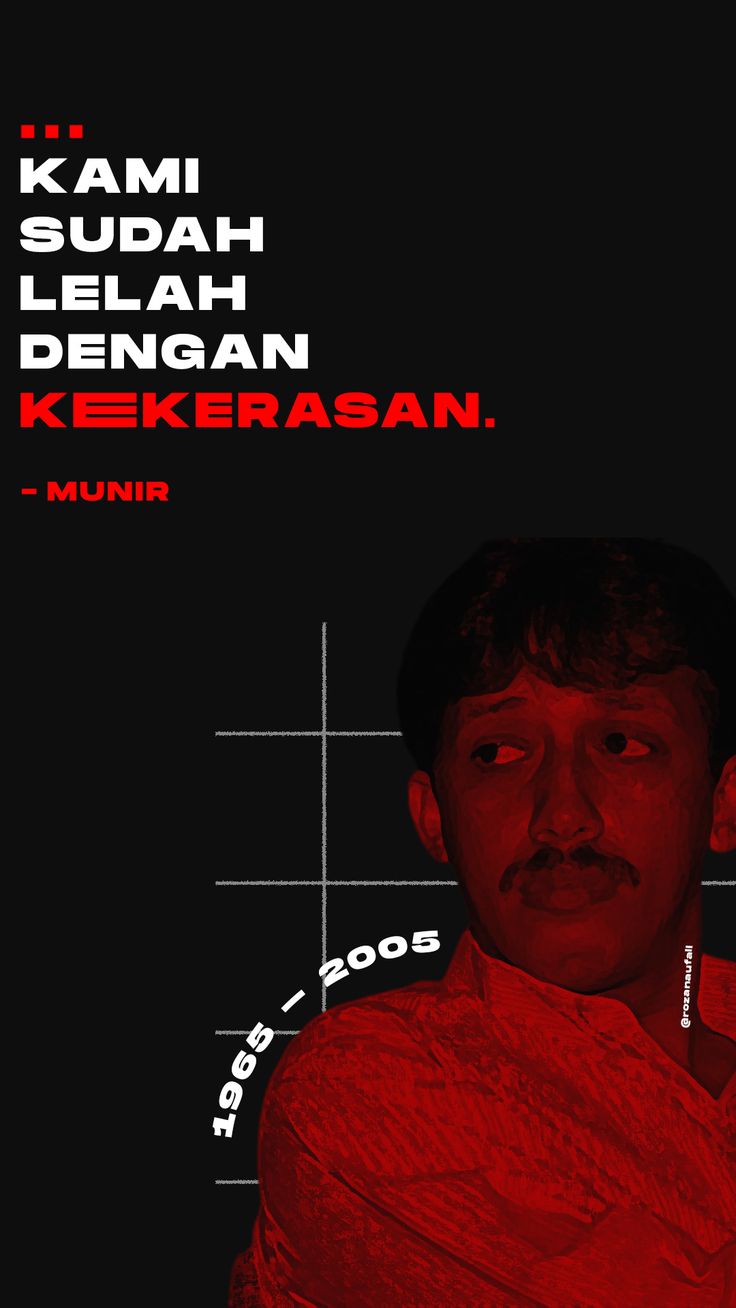 ...
KAMI
SUDAH
LELAH
DENGAN
KEKERASAN.
- MUNIR
1965 - 2005
@rozanaufall